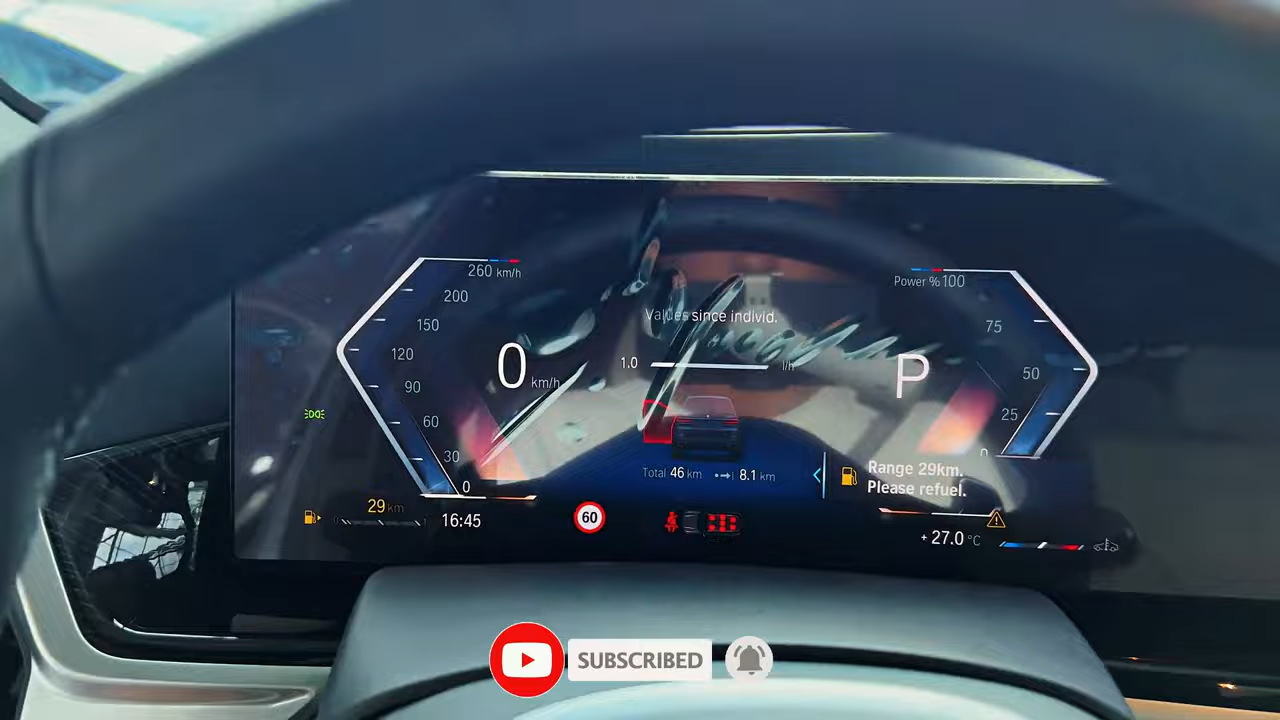 260 km/h
200
150
120
90
60
30
0
0 km/h
Values since individ.
1.0
l/h
Power % 100
75
50
25
0
P
Total 46 km
8.1 km
Range 29km.
Please refuel.
29 km
16:45
60
+27.0 °C
SUBSCRIBED